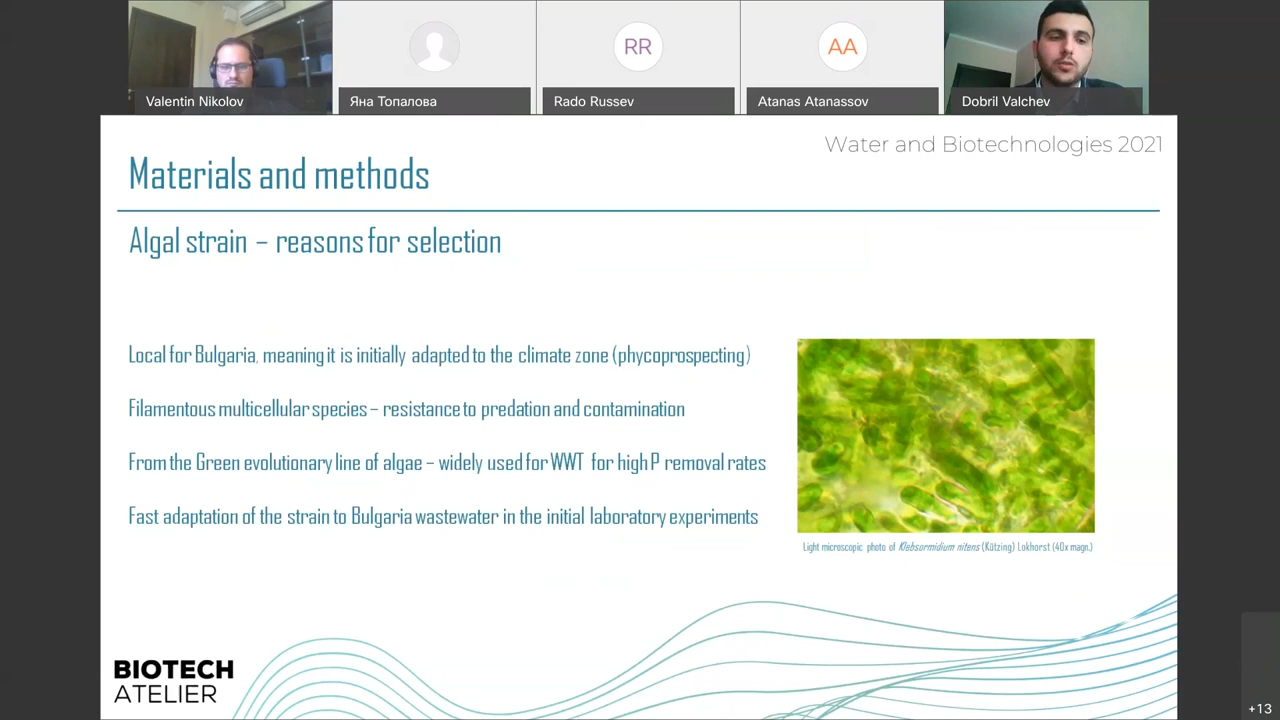 RR
AA
Valentin Nikolov
Яна Топалова
Rado Russev
Atanas Atanassov
Dobril Valchev
Water and Biotechnologies 2021
Materials and methods
Algal strain – reasons for selection
Local for Bulgaria, meaning it is initially adapted to the climate zone (phycoprospecting)
Filamentous multicellular species – resistance to predation and contamination
From the Green evolutionary line of algae – widely used for WWT for high P removal rates
Fast adaptation of the strain to Bulgaria wastewater in the initial laboratory experiments
Light microscopic photo of Klebsormidium nitens (Kützing) Lokhorst (40x magn.)
BIOTECH
ATELIER
+13